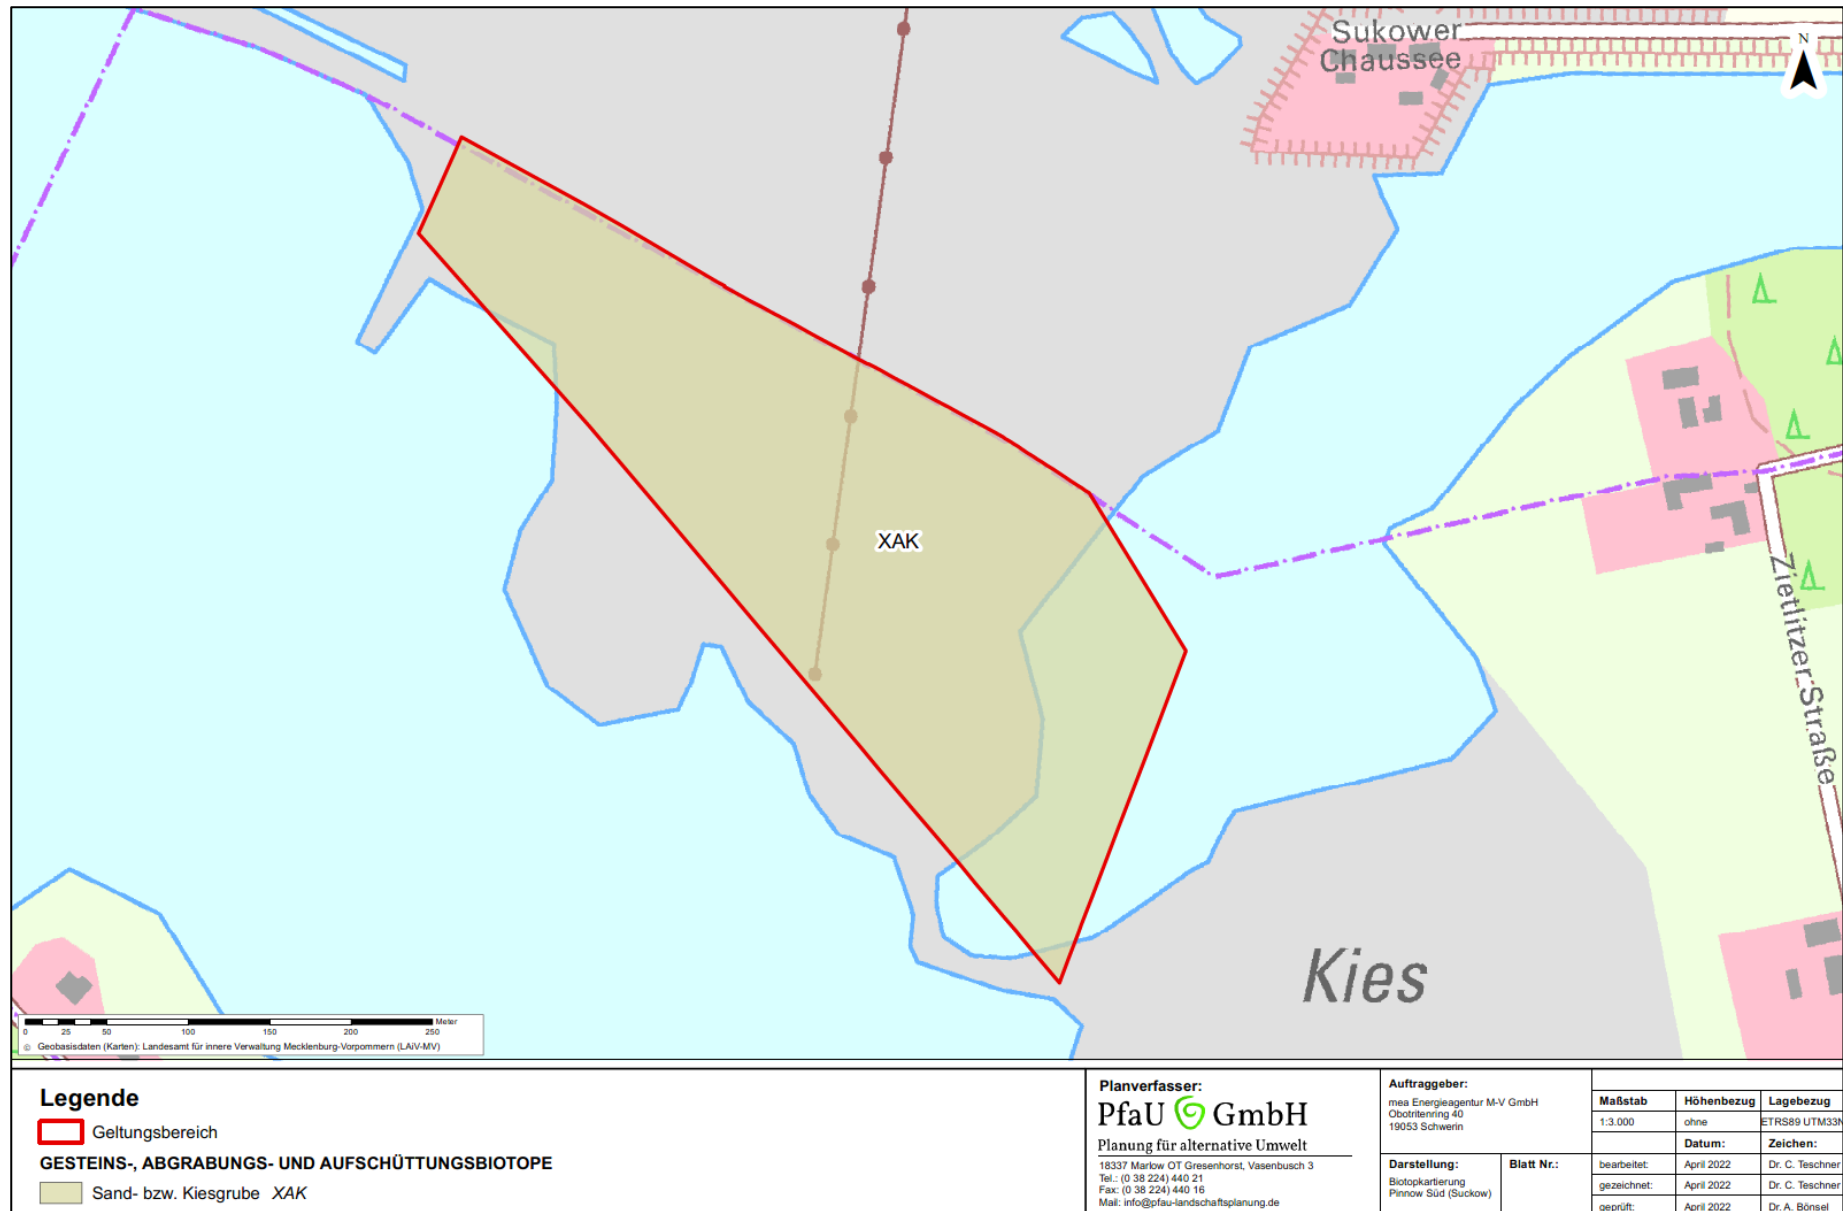 Sukower
Chaussee
N
XAK
Zietlitzer Straße
Kies
Meter
0 25 50 100 150 200 250
© Geobasisdaten (Karten): Landesamt für innere Verwaltung Mecklenburg-Vorpommern (LAiV-MV)
Legende
Geltungsbereich
GESTEINS-, ABGRABUNGS- UND AUFSCHÜTTUNGSBIOTOPE
Sand- bzw. Kiesgrube XAK
Planverfasser:
PfaU GmbH
Planung für alternative Umwelt
18337 Marlow OT Gresenhorst, Vasenbusch 3
Tel.: (0 38 224) 440 21
Fax: (0 38 224) 440 16
Mail: info@pfau-landschaftsplanung.de
Auftraggeber:
mea Energieagentur M-V GmbH
Obotritenring 40
19053 Schwerin
Darstellung:
Biotopkartierung
Pinnow Süd (Suckow)
Blatt Nr.:
Maßstab Höhenbezug Lagebezug
1:3.000 ohne ETRS89 UTM33N
Datum: Zeichen:
bearbeitet: April 2022 Dr. C. Teschner
gezeichnet: April 2022 Dr. C. Teschner
geprüft: April 2022 Dr. A. Bönsel